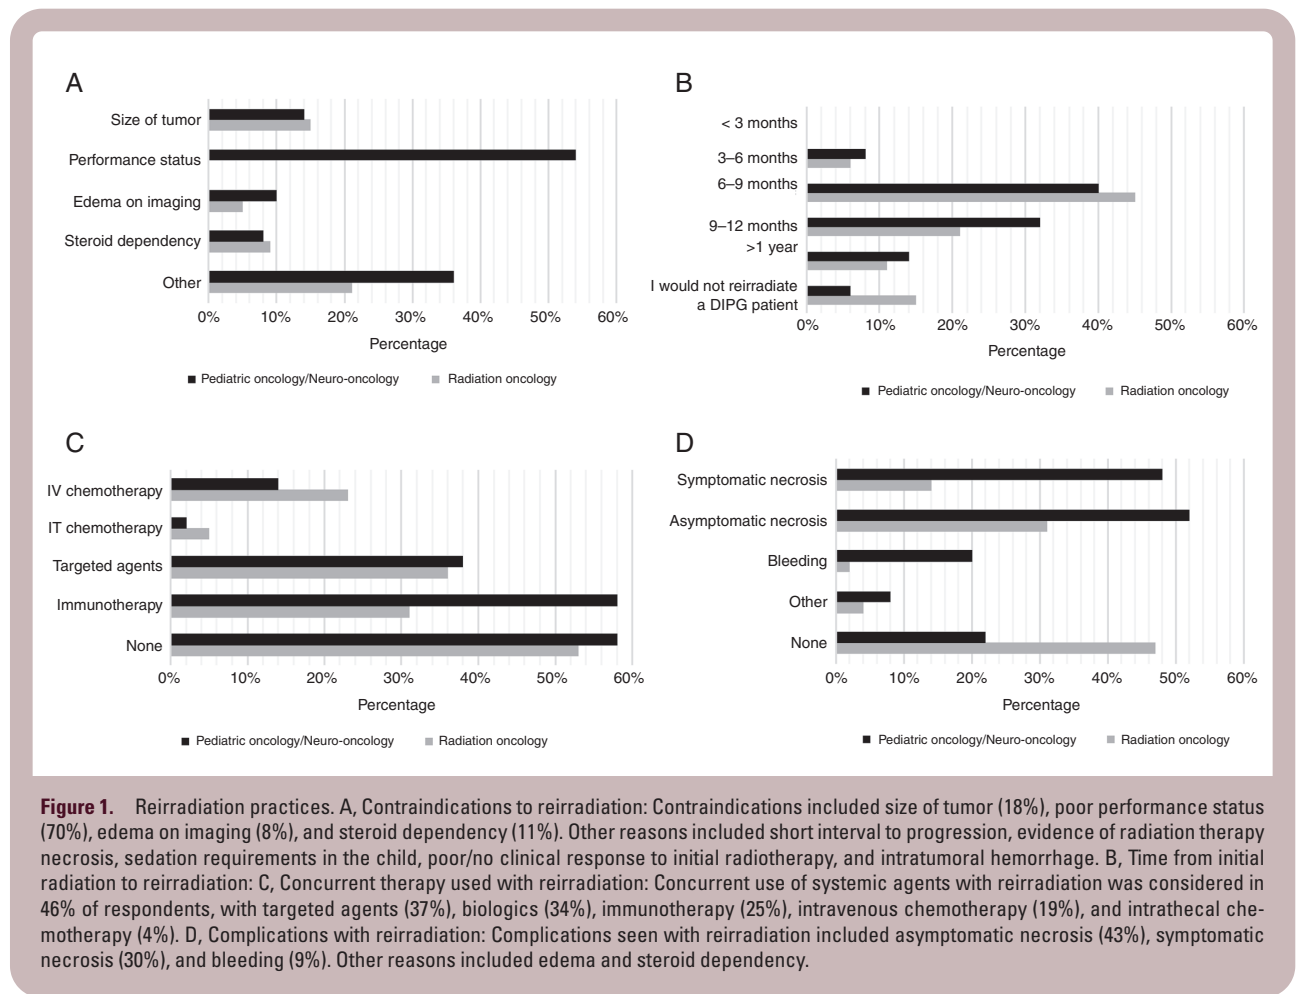 A
Size of tumor
Performance status
Edema on imaging
Steroid dependency
Other
0% 10% 20% 30% 40% 50% 60%
Percentage
Pediatric oncology/Neuro-oncology Radiation oncology
B
< 3 months
3–6 months
6–9 months
9–12 months
>1 year
I would not reirradiate
a DIPG patient
0% 10% 20% 30% 40% 50% 60%
Percentage
Pediatric oncology/Neuro-oncology Radiation oncology
C
IV chemotherapy
IT chemotherapy
Targeted agents
Immunotherapy
None
0% 10% 20% 30% 40% 50% 60%
Percentage
Pediatric oncology/Neuro-oncology Radiation oncology
D
Symptomatic necrosis
Asymptomatic necrosis
Bleeding
Other
None
0% 10% 20% 30% 40% 50% 60%
Percentage
Pediatric oncology/Neuro-oncology Radiation oncology
Figure 1. Reirradiation practices. A, Contraindications to reirradiation: Contraindications included size of tumor (18%), poor performance status
(70%), edema on imaging (8%), and steroid dependency (11%). Other reasons included short interval to progression, evidence of radiation therapy
necrosis, sedation requirements in the child, poor/no clinical response to initial radiotherapy, and intratumoral hemorrhage. B, Time from initial
radiation to reirradiation: C, Concurrent therapy used with reirradiation: Concurrent use of systemic agents with reirradiation was considered in
46% of respondents, with targeted agents (37%), biologics (34%), immunotherapy (25%), intravenous chemotherapy (19%), and intrathecal che-
motherapy (4%). D, Complications with reirradiation: Complications seen with reirradiation included asymptomatic necrosis (43%), symptomatic
necrosis (30%), and bleeding (9%). Other reasons included edema and steroid dependency.